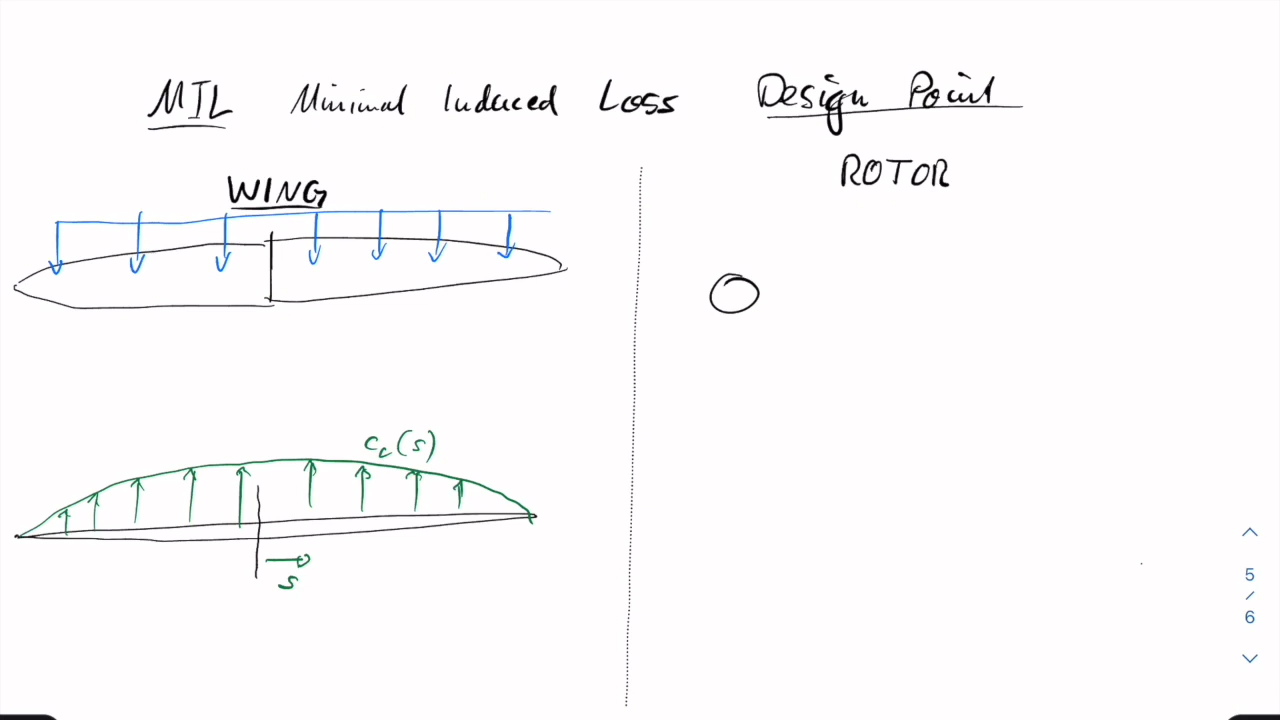 MIL Minimal Induced Loss Design Point
WING
ROTOR
c_L(s)
s
5
/
6